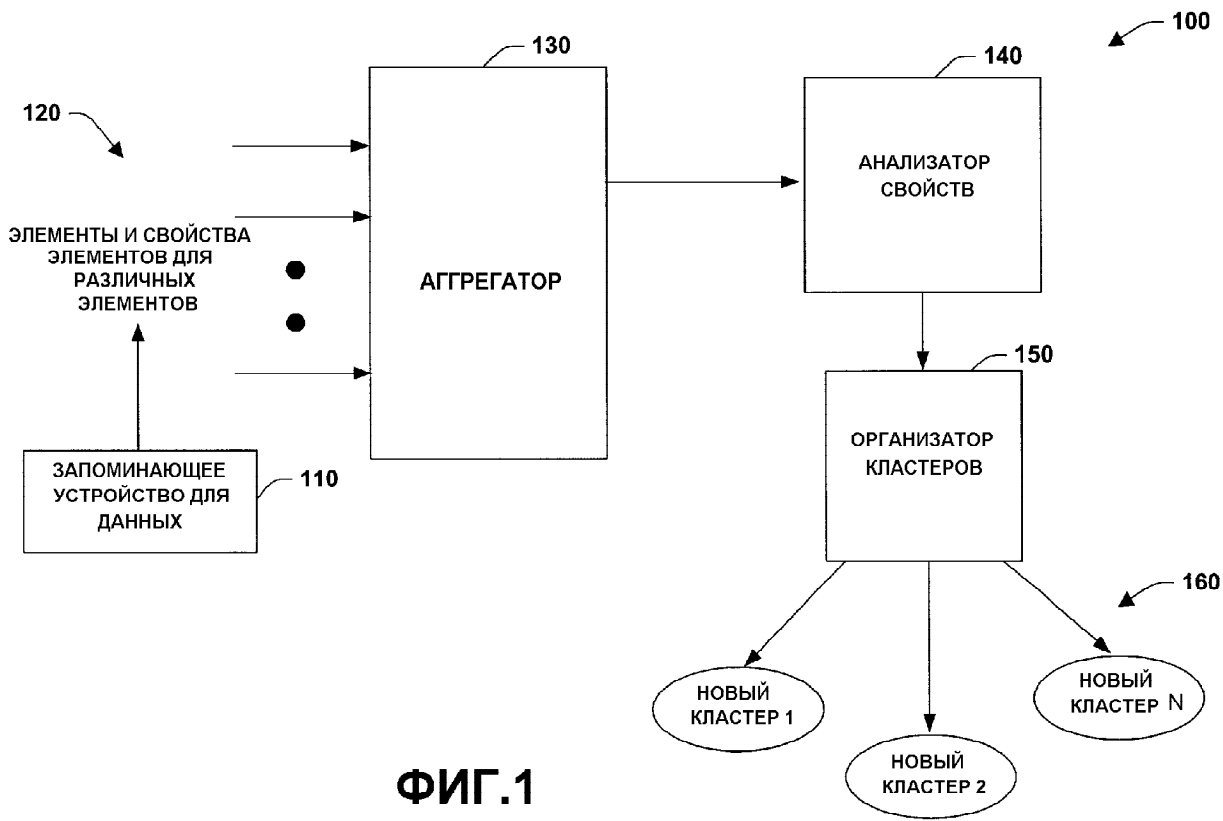 100
130
140
120
АНАЛИЗАТОР
СВОЙСТВ
ЭЛЕМЕНТЫ И СВОЙСТВА
ЭЛЕМЕНТОВ ДЛЯ
РАЗЛИЧНЫХ
ЭЛЕМЕНТОВ
АГГРЕГАТОР
150
ОРГАНИЗАТОР
КЛАСТЕРОВ
ЗАПОМИНАЮЩЕЕ
УСТРОЙСТВО ДЛЯ
ДАННЫХ
110
160
НОВЫЙ
КЛАСТЕР 1
НОВЫЙ
КЛАСТЕР 2
НОВЫЙ
КЛАСТЕР N
ФИГ.1